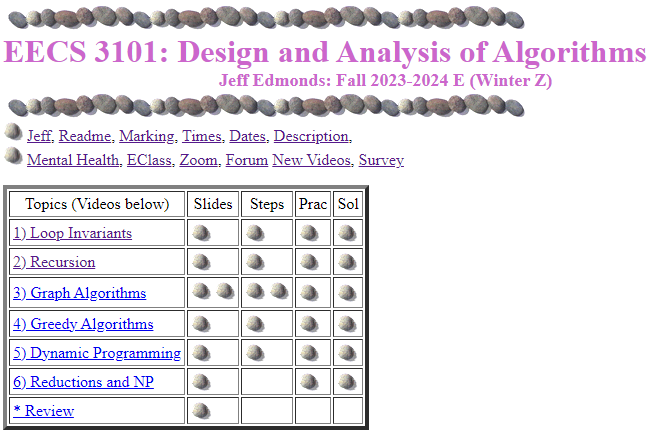 EECS 3101: Design and Analysis of Algorithms
Jeff Edmonds: Fall 2023-2024 E (Winter Z)
Jeff, Readme, Marking, Times, Dates, Description,
Mental Health, EClass, Zoom, Forum New Videos, Survey
Topics (Videos below) Slides Steps Prac Sol
1) Loop Invariants
2) Recursion
3) Graph Algorithms
4) Greedy Algorithms
5) Dynamic Programming
6) Reductions and NP
* Review